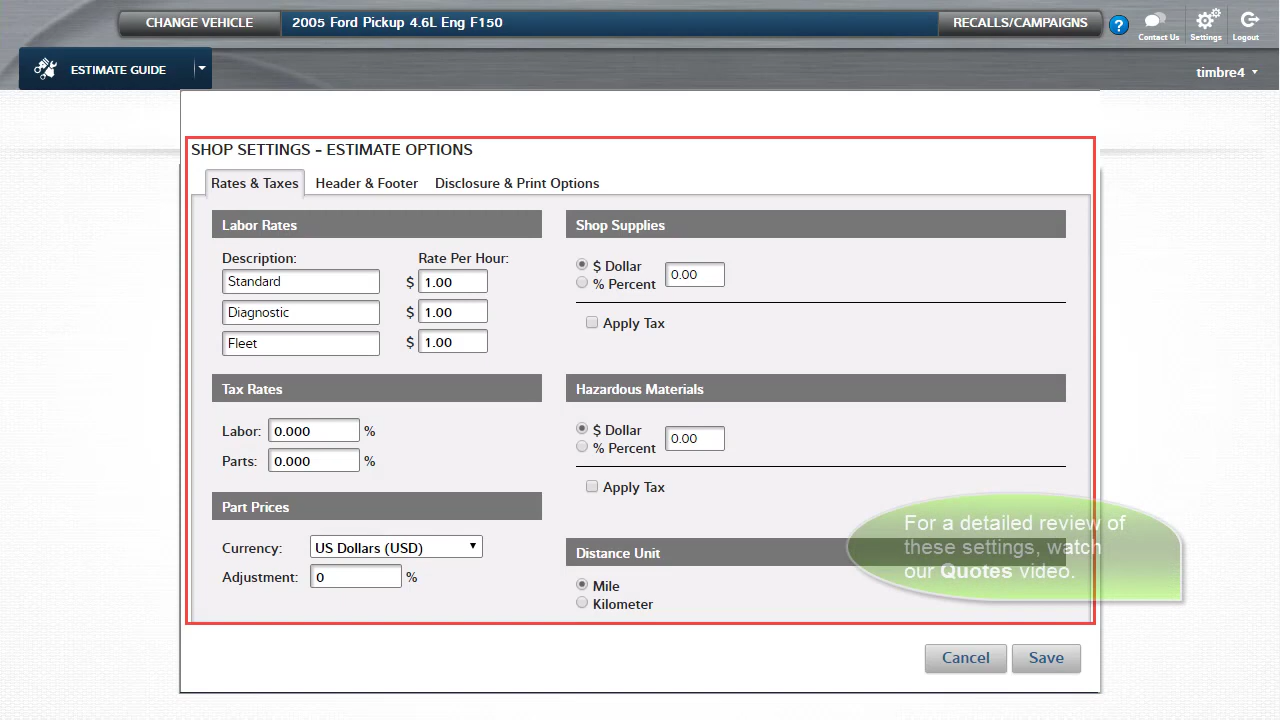 CHANGE VEHICLE
2005 Ford Pickup 4.6L Eng F150
RECALLS/CAMPAIGNS
?
Contact Us
Settings
Logout
ESTIMATE GUIDE
timbre4
SHOP SETTINGS – ESTIMATE OPTIONS
Rates & Taxes
Header & Footer
Disclosure & Print Options
Labor Rates
Description: Rate Per Hour:
Standard $ 1.00
Diagnostic $ 1.00
Fleet $ 1.00
Tax Rates
Labor: 0.000 %
Parts: 0.000 %
Part Prices
Currency: US Dollars (USD)
Adjustment: 0 %
Shop Supplies
$ Dollar
% Percent
0.00
Apply Tax
Hazardous Materials
$ Dollar
% Percent
0.00
Apply Tax
Distance Unit
Mile
Kilometer
For a detailed review of
these settings, watch
our Quotes video.
Cancel
Save